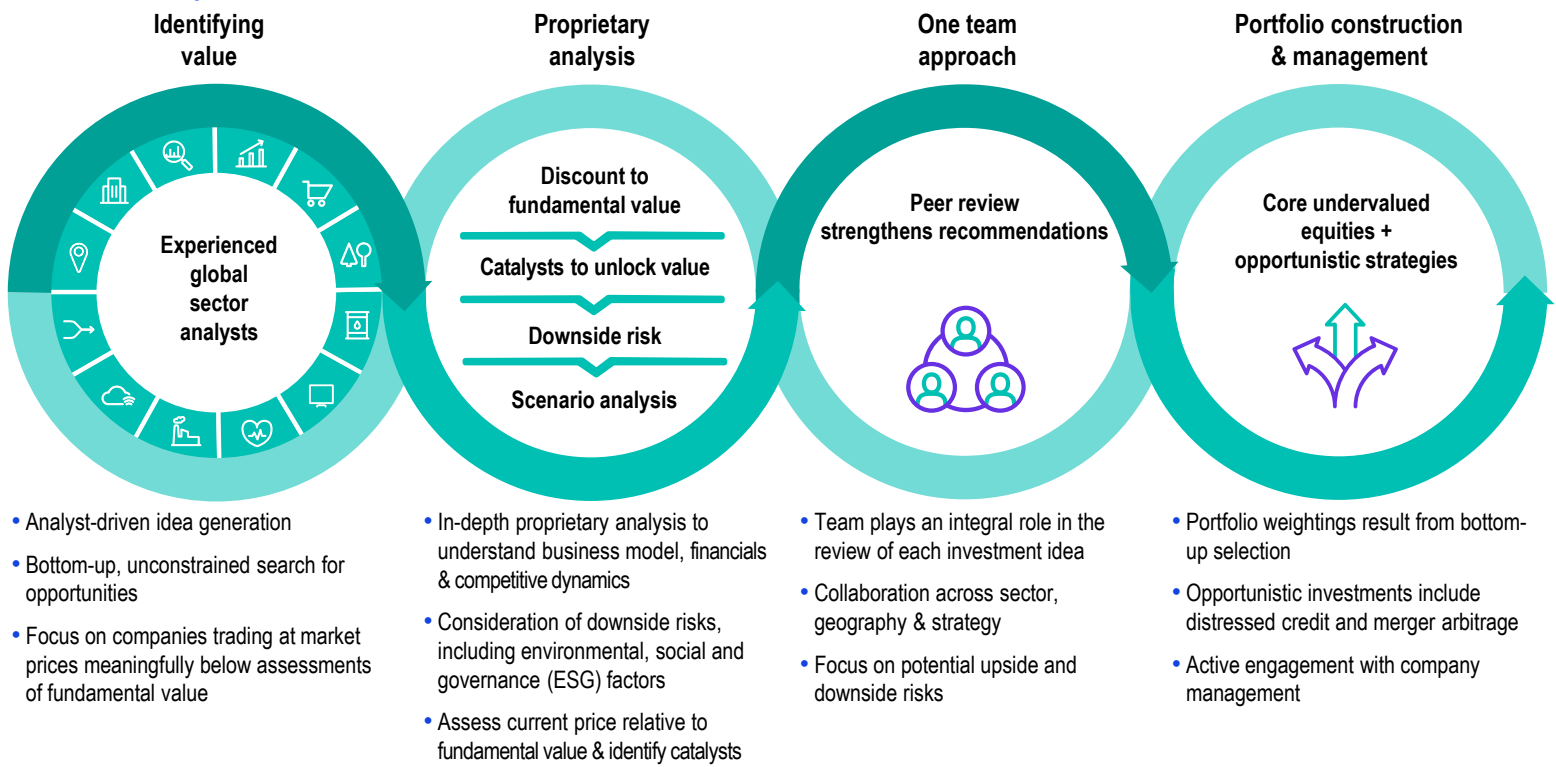 Identifying
value
Experienced
global
sector
analysts
• Analyst-driven idea generation
• Bottom-up, unconstrained search for
opportunities
• Focus on companies trading at market
prices meaningfully below assessments
of fundamental value
Proprietary
analysis
Discount to
fundamental value
Catalysts to unlock value
Downside risk
Scenario analysis
• In-depth proprietary analysis to
understand business model, financials
& competitive dynamics
• Consideration of downside risks,
including environmental, social and
governance (ESG) factors
• Assess current price relative to
fundamental value & identify catalysts
One team
approach
Peer review
strengthens recommendations
• Team plays an integral role in the
review of each investment idea
• Collaboration across sector,
geography & strategy
• Focus on potential upside and
downside risks
Portfolio construction
& management
Core undervalued
equities +
opportunistic strategies
• Portfolio weightings result from bottom-
up selection
• Opportunistic investments include
distressed credit and merger arbitrage
• Active engagement with company
management